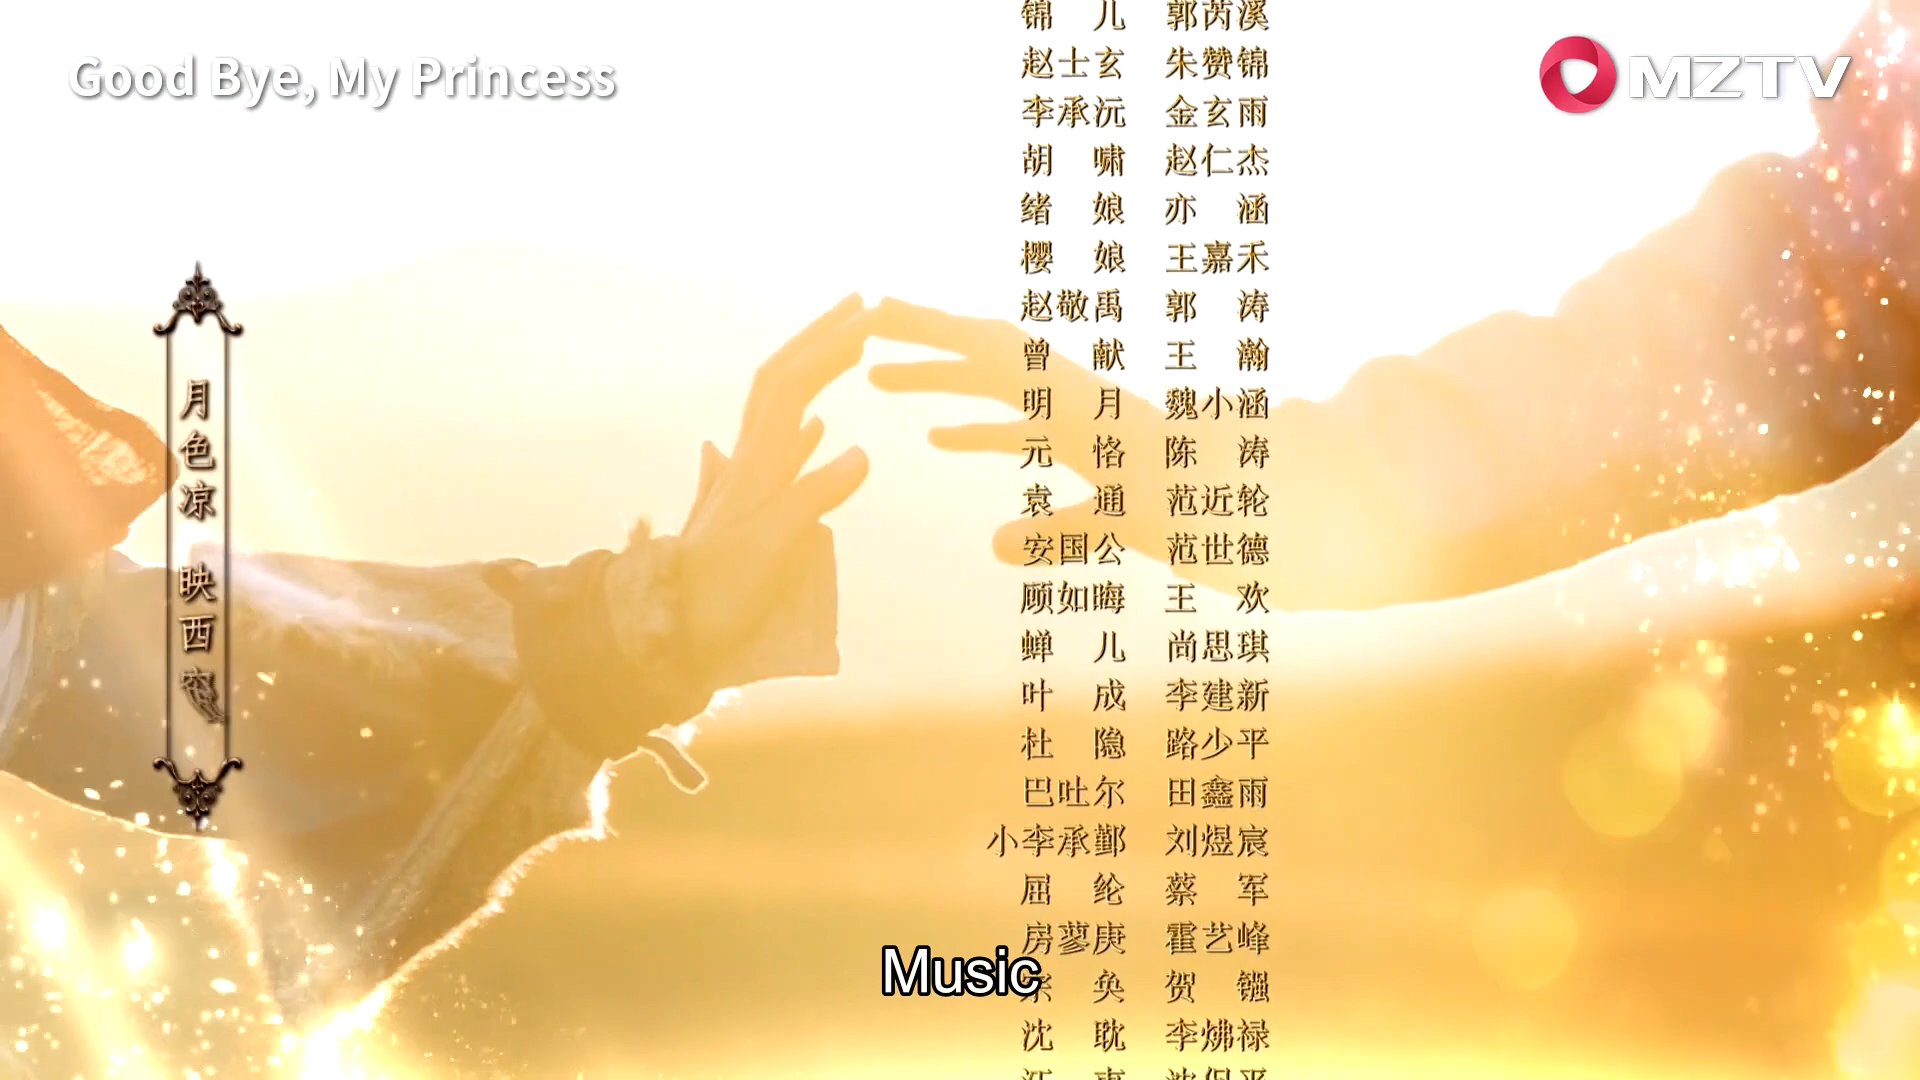 Good Bye, My Princess
MZTV
锦儿 郭芮溪
赵士玄 朱赞锦
李承沅 金玄雨
胡啸 赵仁杰
绪娘 亦涵
樱娘 王嘉禾
赵敬禹 郭涛
曾献 王瀚
明月 魏小涵
元恪 陈涛
袁通 范近轮
安国公 范世德
顾如晦 王欢
蝉儿 尚思琪
叶成 李建新
杜隐 路少平
巴吐尔 田鑫雨
小李承鄞 刘煜宸
屈纶 蔡军
房蓼庚 霍艺峰
奂 贺镪
沈耽 李炥禄
月色凉 映西
Music